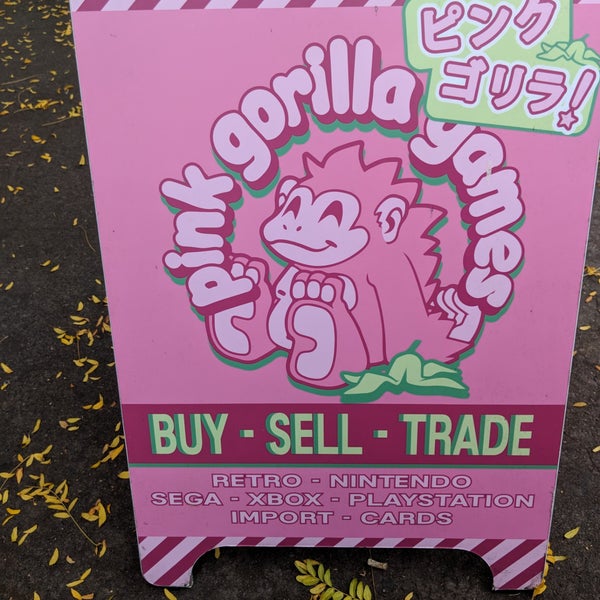 ピンク
ゴリラ!
pink gorilla games
BUY - SELL - TRADE
RETRO - NINTENDO
SEGA - XBOX - PLAYSTATION
IMPORT - CARDS